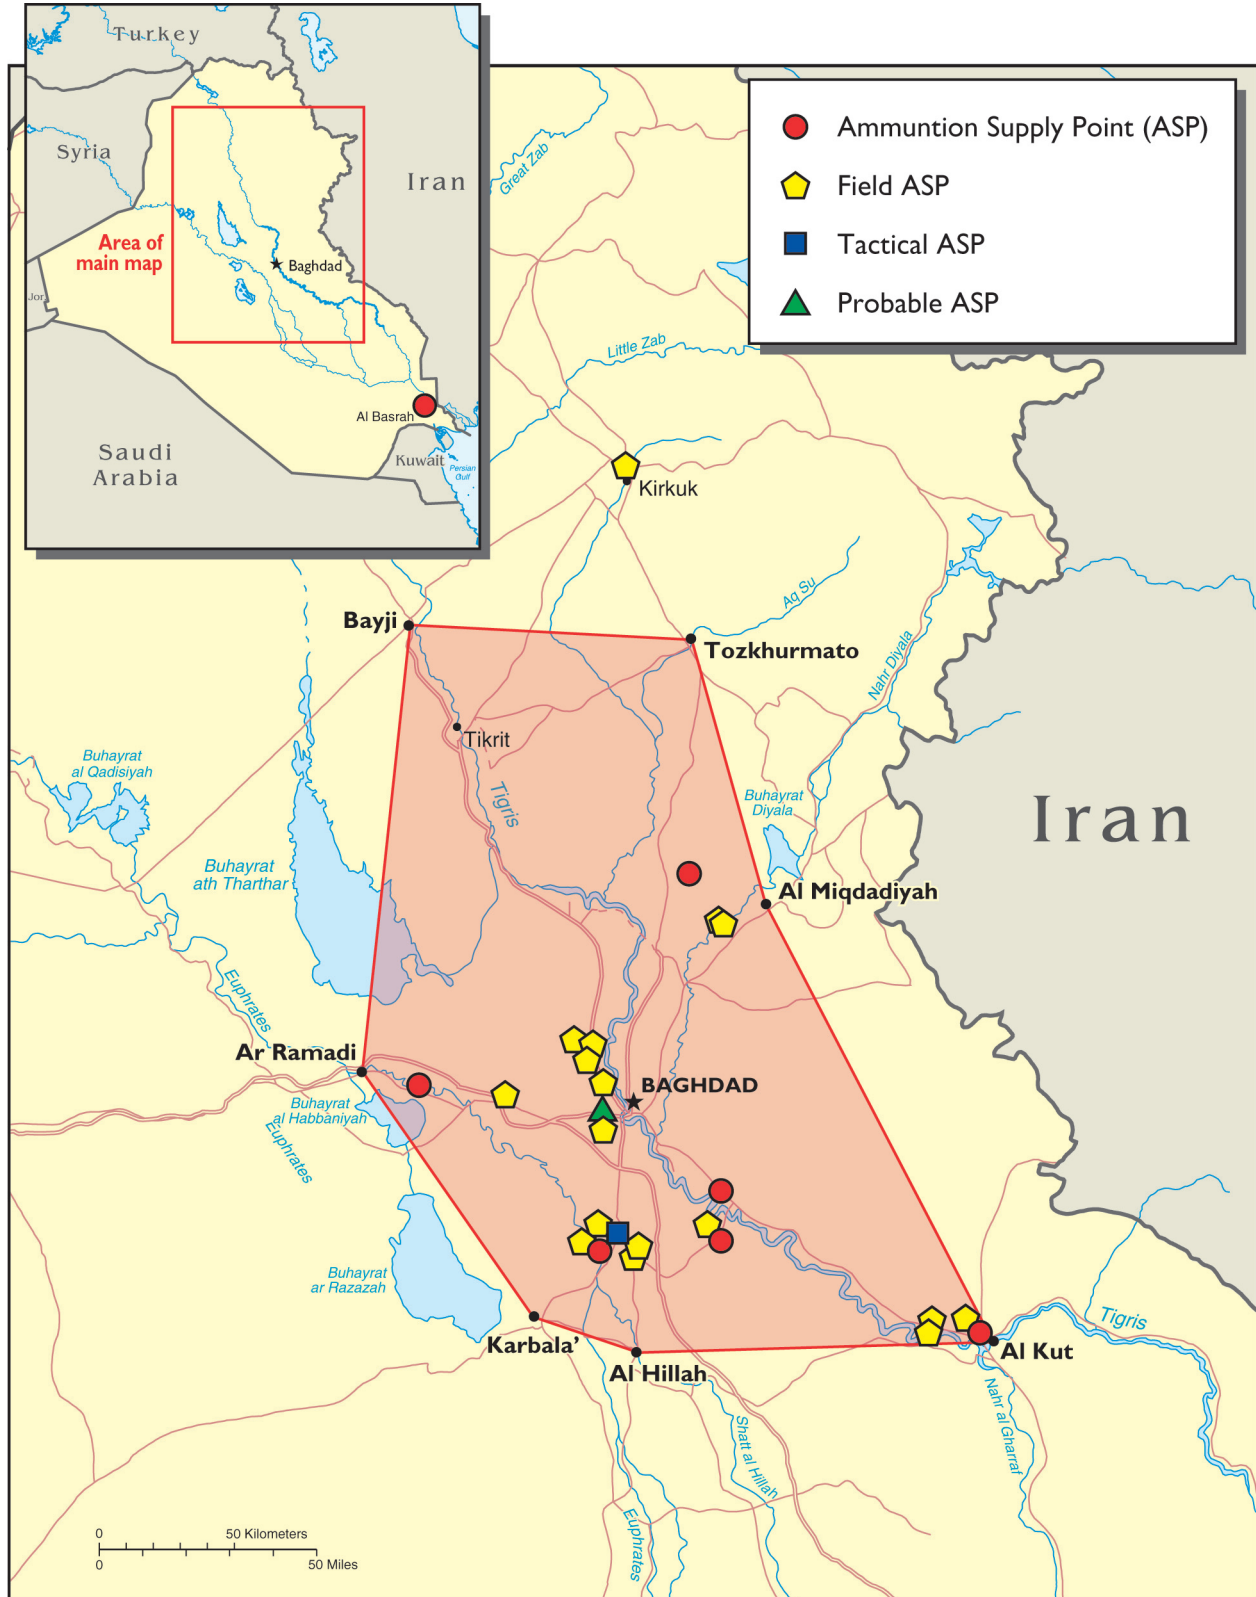 Turkey
Syria
Iran
Area of
main map
Baghdad
Jor.
Al Basrah
Saudi
Arabia
Kuwait
Persian
Gulf
Ammuntion Supply Point (ASP)
Field ASP
Tactical ASP
Probable ASP
Great Zab
Little Zab
Kirkuk
Aq Su
Bayji
Tozkhurmato
Nahr Diyala
Tikrit
Buhayrat
al Qadisiyah
Tigris
Buhayrat
Diyala
Iran
Buhayrat
ath Tharthar
Al Miqdadiyah
Euphrates
Ar Ramadi
BAGHDAD
Buhayrat
al Habbaniyah
Euphrates
Buhayrat
ar Razazah
Karbala’
Al Hillah
Al Kut
Tigris
Nahr al Gharraf
Shatt al Hillah
Euphrates
0 50 Kilometers
0 50 Miles